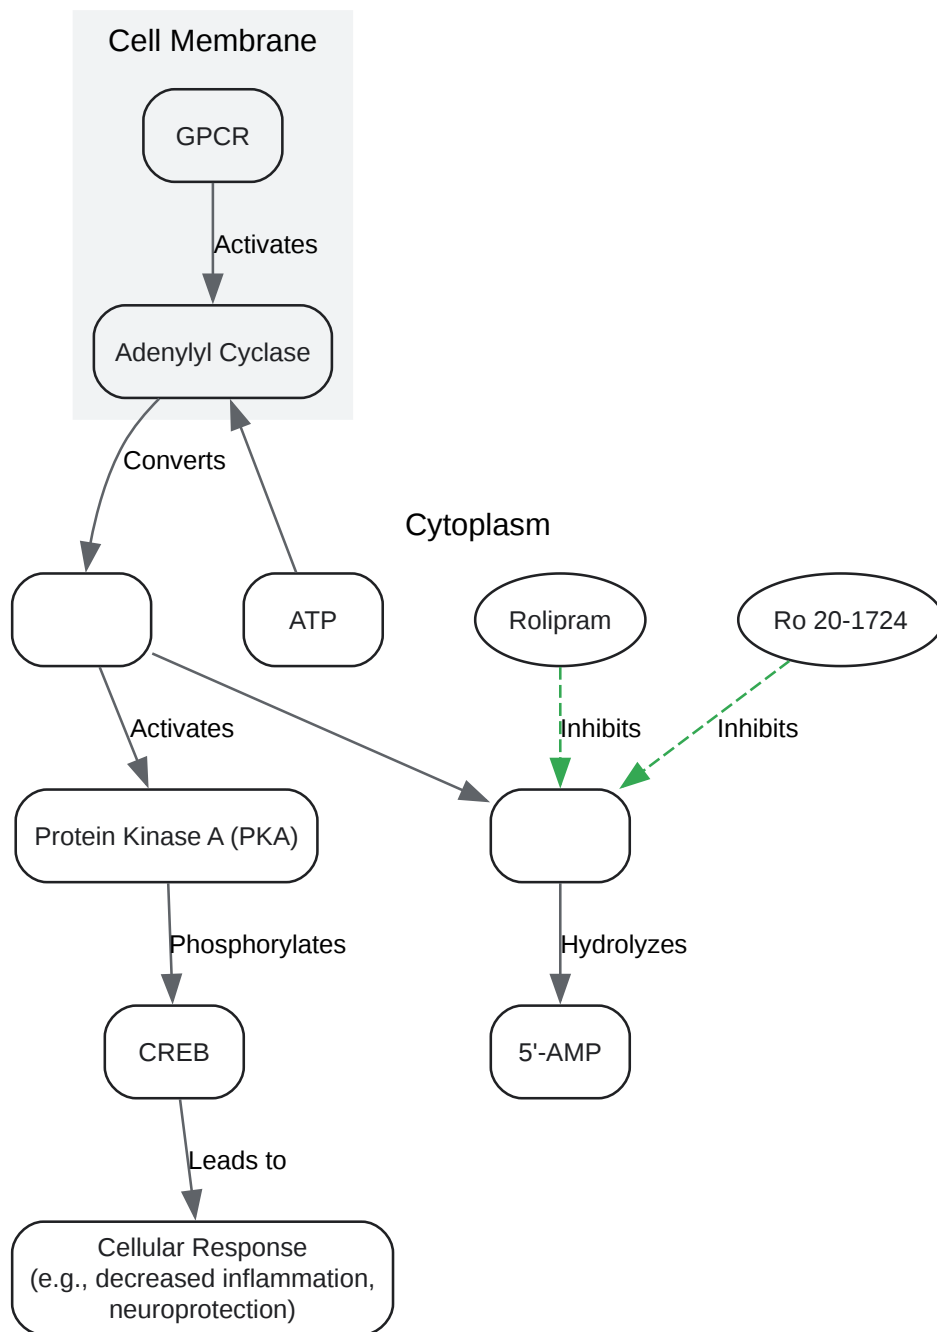 Cell Membrane
GPCR
Activates
Adenylyl Cyclase
Converts
Cytoplasm
ATP
Rolipram
Ro 20-1724
Activates
Inhibits
Inhibits
Protein Kinase A (PKA)
Phosphorylates
Hydrolyzes
CREB
5'-AMP
Leads to
Cellular Response
(e.g., decreased inflammation,
neuroprotection)